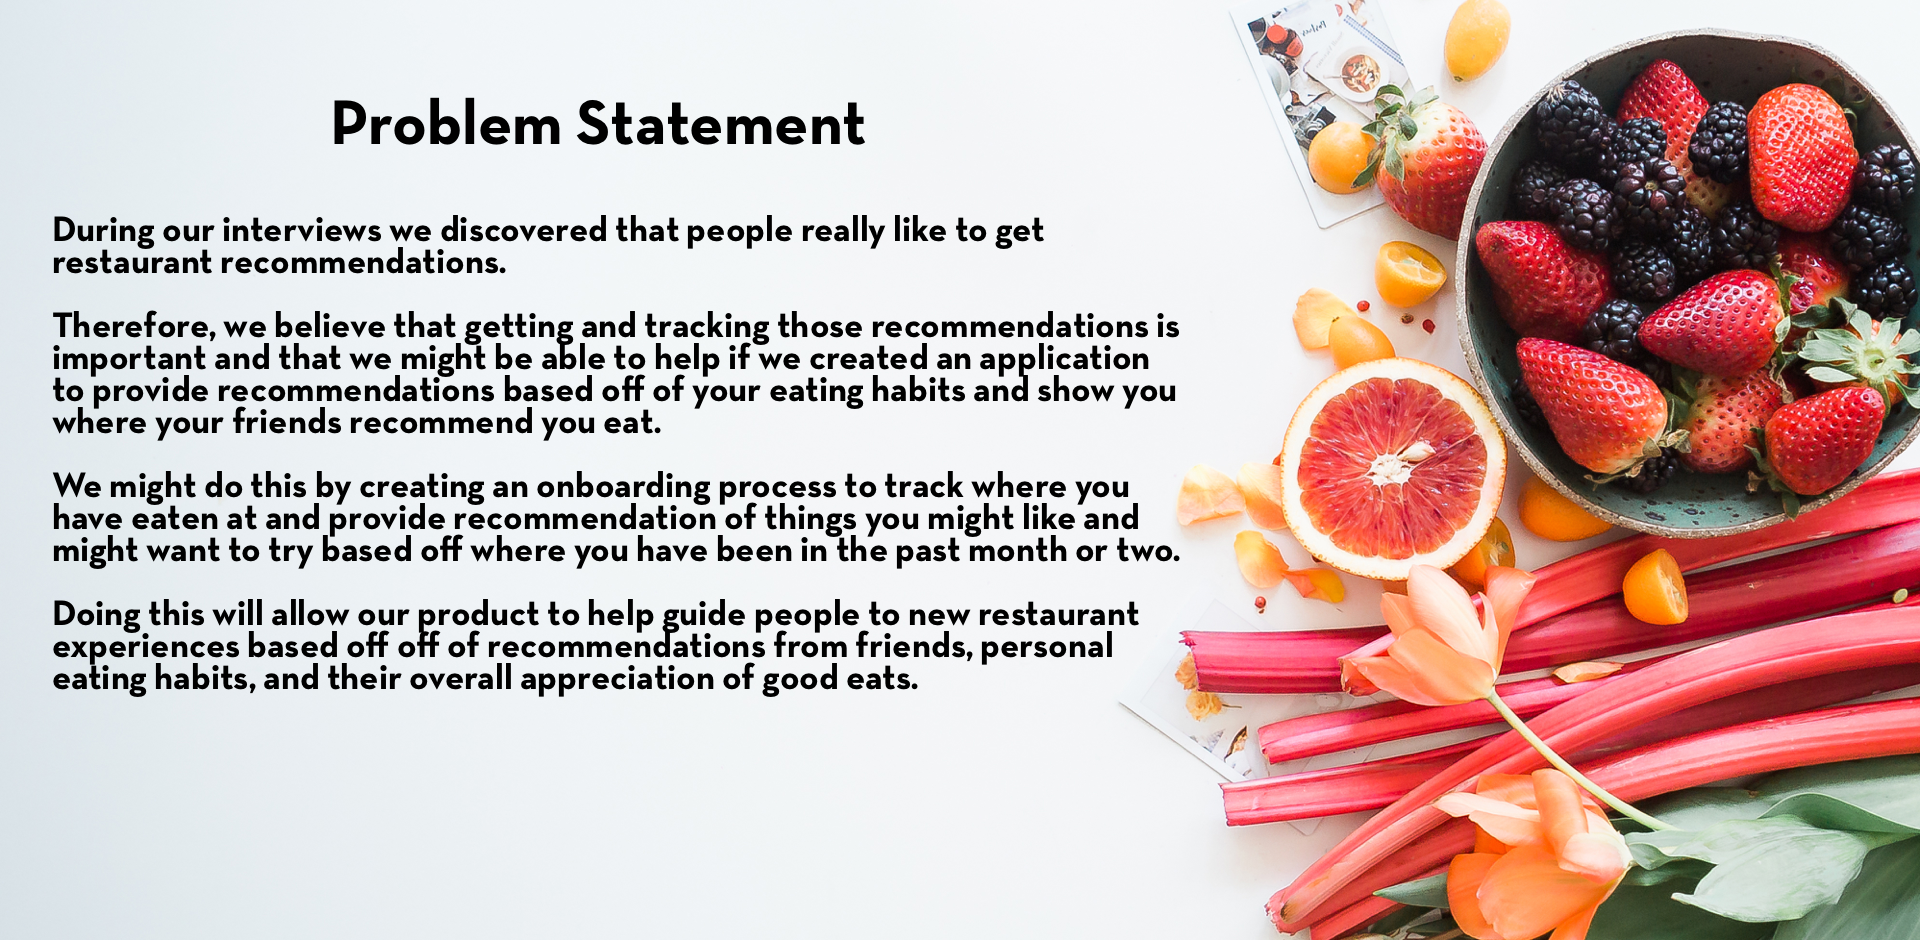 Problem Statement
During our interviews we discovered that people really like to get
restaurant recommendations.
Therefore, we believe that getting and tracking those recommendations is
important and that we might be able to help if we created an application
to provide recommendations based off of your eating habits and show you
where your friends recommend you eat.
We might do this by creating an onboarding process to track where you
have eaten at and provide recommendation of things you might like and
might want to try based off where you have been in the past month or two.
Doing this will allow our product to help guide people to new restaurant
experiences based off off of recommendations from friends, personal
eating habits, and their overall appreciation of good eats.